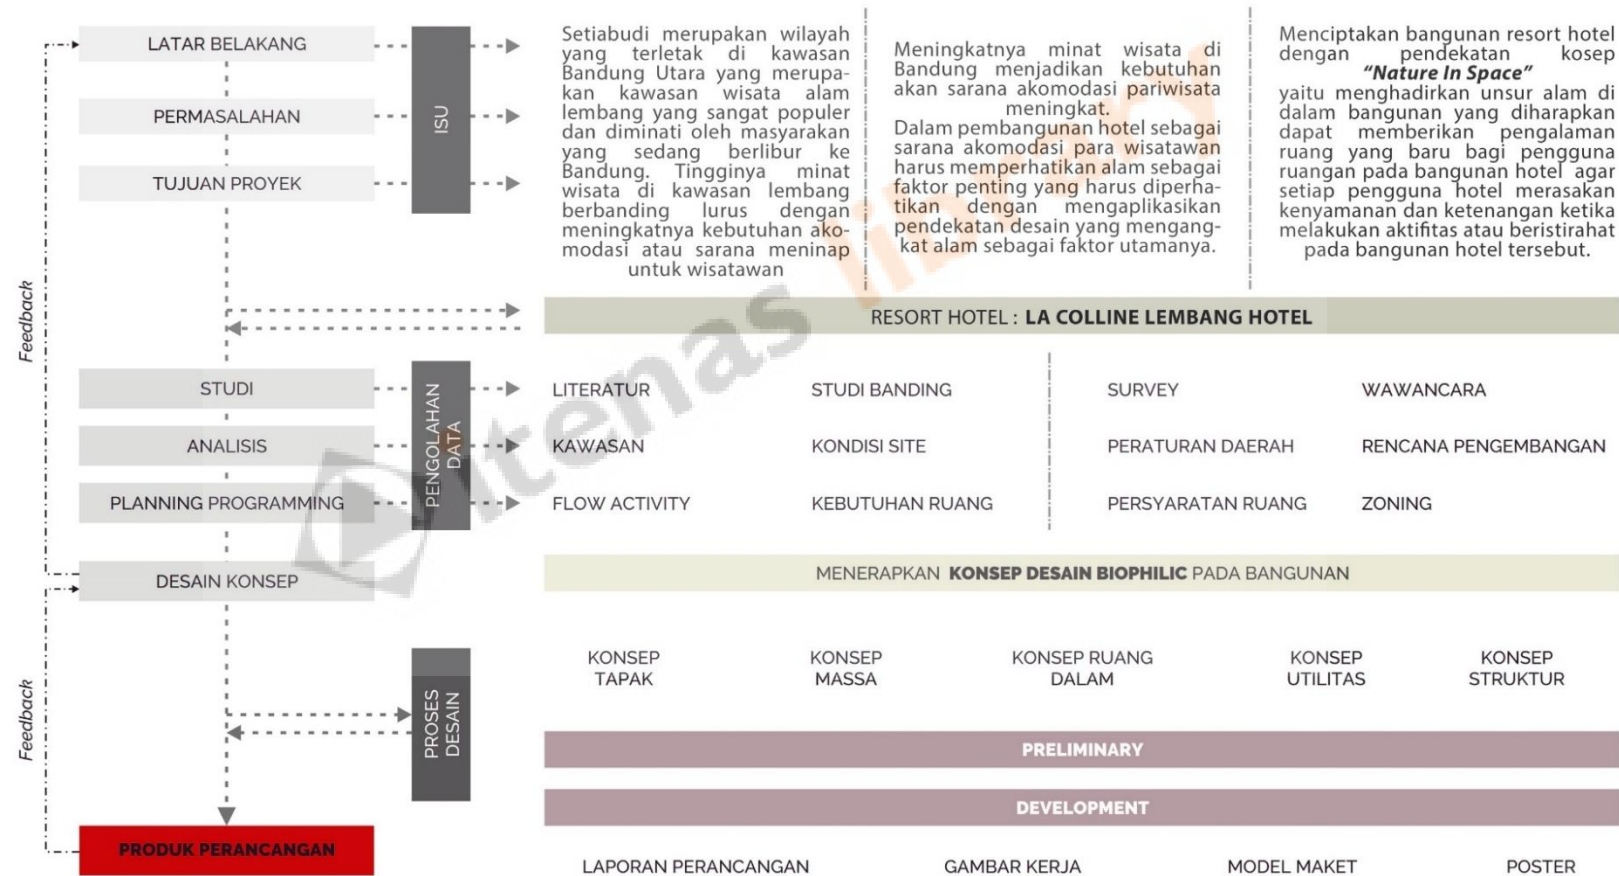 LATAR BELAKANG
PERMASALAHAN
TUJUAN PROYEK
ISU
Setiabudi merupakan wilayah
yang terletak di kawasan
Bandung Utara yang merupa-
kan kawasan wisata alam
lembang yang sangat populer
dan diminati oleh masyarakan
yang sedang berlibur ke
Bandung. Tingginya minat
wisata di kawasan lembang
berbanding lurus dengan
meningkatnya kebutuhan ako-
modasi atau sarana meninap
untuk wisatawan
Meningkatnya minat wisata di
Bandung menjadikan kebutuhan
akan sarana akomodasi pariwisata
meningkat.
Dalam pembangunan hotel sebagai
sarana akomodasi para wisatawan
harus memperhatikan alam sebagai
faktor penting yang harus diperha-
tikan dengan mengaplikasikan
pendekatan desain yang mengang-
kat alam sebagai faktor utamanya.
Menciptakan bangunan resort hotel
dengan pendekatan kosep
"Nature In Space"
yaitu menghadirkan unsur alam di
dalam bangunan yang diharapkan
dapat memberikan pengalaman
ruang yang baru bagi pengguna
ruangan pada bangunan hotel agar
setiap pengguna hotel merasakan
kenyamanan dan ketenangan ketika
melakukan aktifitas atau beristirahat
pada bangunan hotel tersebut.
Feedback
RESORT HOTEL : LA COLLINE LEMBANG HOTEL
STUDI
ANALISIS
PLANNING PROGRAMMING
PENGOLAHAN
DATA
LITERATUR STUDI BANDING SURVEY WAWANCARA
KAWASAN KONDISI SITE PERATURAN DAERAH RENCANA PENGEMBANGAN
FLOW ACTIVITY KEBUTUHAN RUANG PERSYARATAN RUANG ZONING
DESAIN KONSEP
MENERAPKAN KONSEP DESAIN BIOPHILIC PADA BANGUNAN
KONSEP
TAPAK
KONSEP
MASSA
KONSEP RUANG
DALAM
KONSEP
UTILITAS
KONSEP
STRUKTUR
Feedback
PROSES
DESAIN
PRELIMINARY
DEVELOPMENT
PRODUK PERANCANGAN
LAPORAN PERANCANGAN GAMBAR KERJA MODEL MAKET POSTER
itenas library